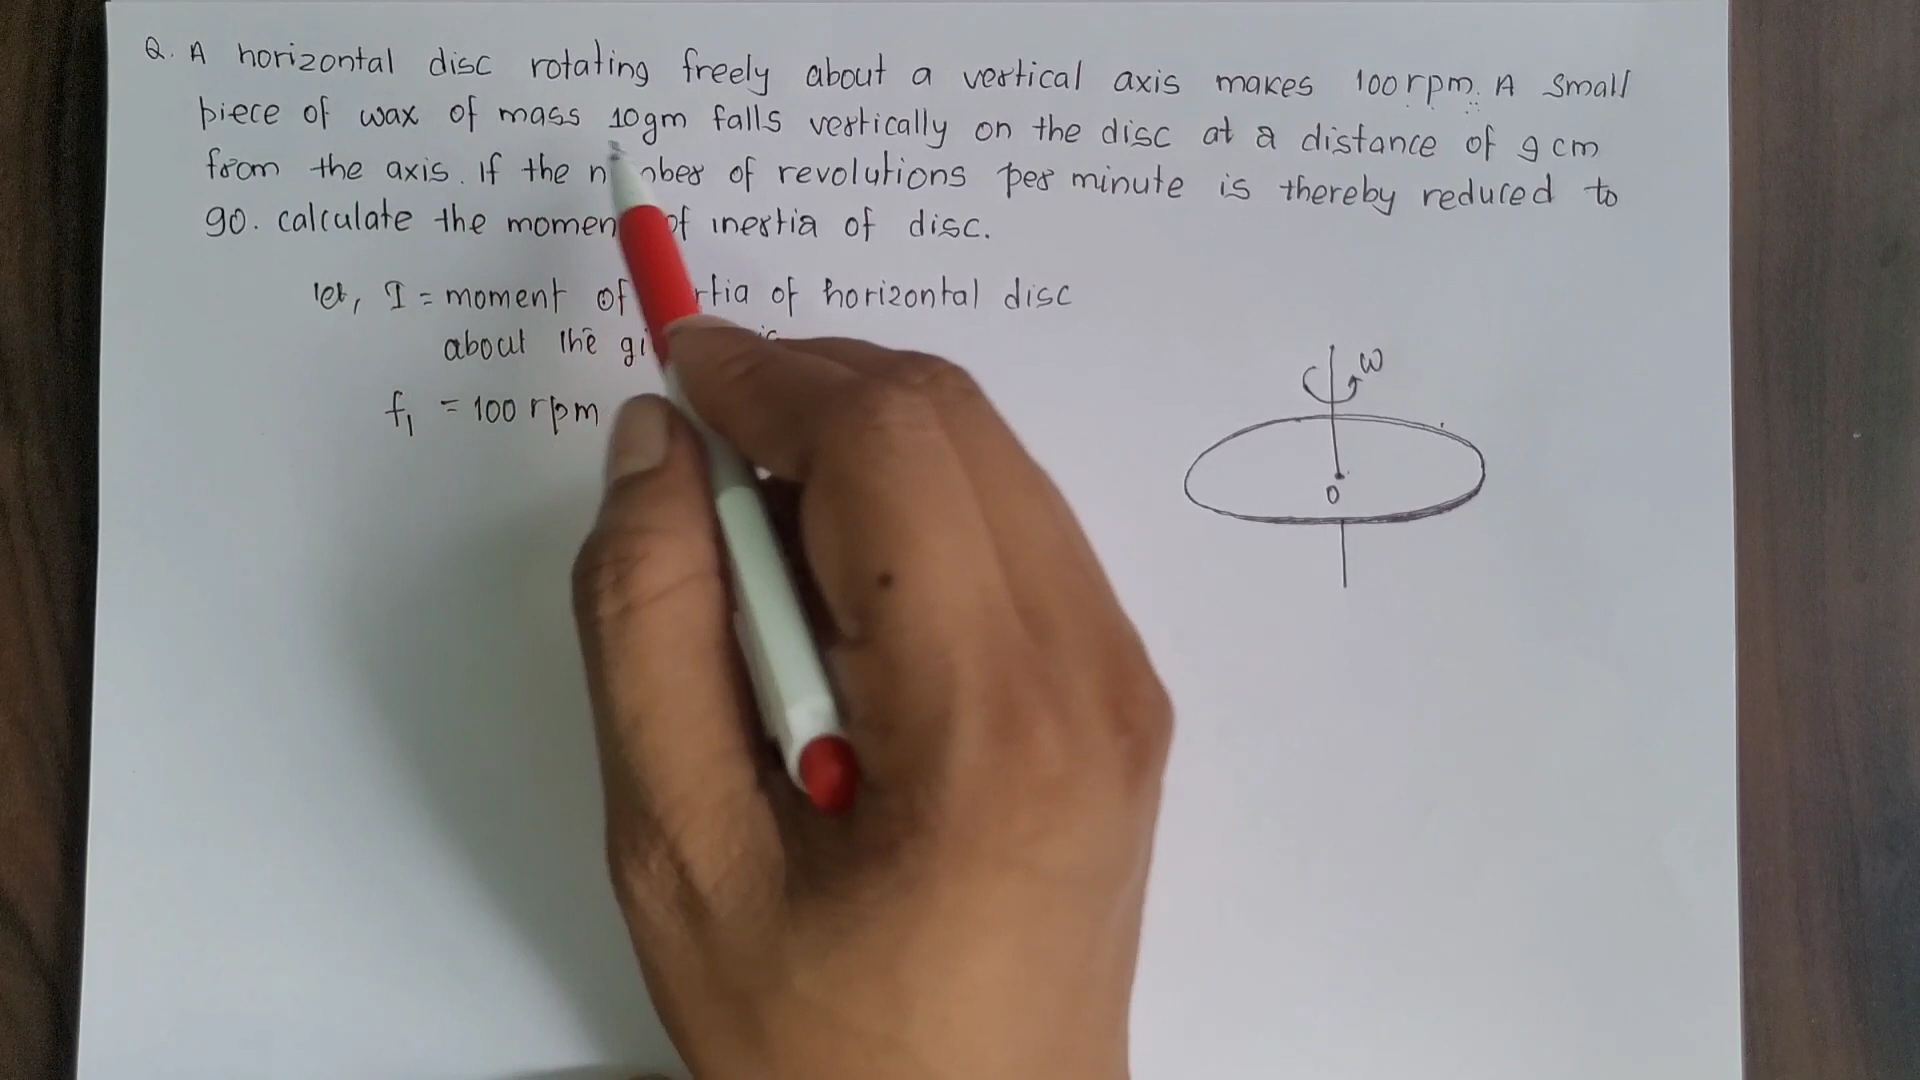 Q. A horizontal disc rotating freely about a vertical axis makes 100 rpm. A small
piece of wax of mass 10gm falls vertically on the disc at a distance of 9 cm
from the axis. If the of revolutions per minute is thereby reduced to
90. calculate the of inertia of disc.
let, I = moment of horizontal disc
about the
f₁ = 100 rpm
ω
O